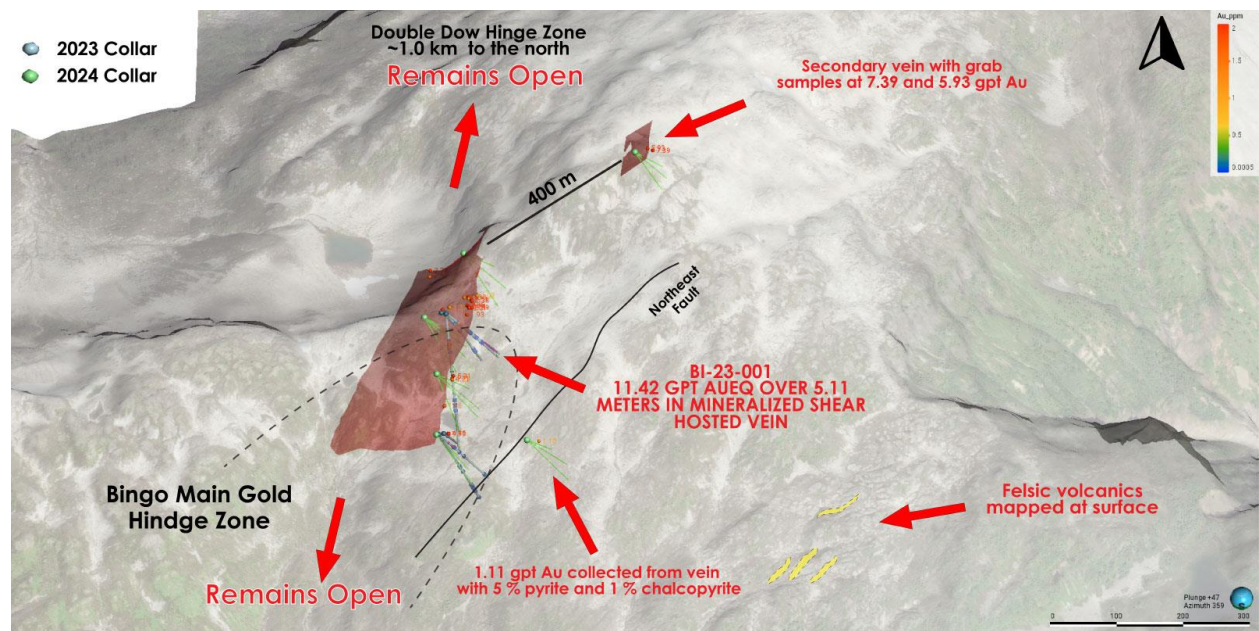 2023 Collar
2024 Collar
Double Dow Hinge Zone
~1.0 km to the north
Remains Open
Secondary vein with grab
samples at 7.39 and 5.93 gpt Au
Au_ppm
2
1.5
1
0.5
0.0005
400 m
Northeast
Fault
BI-23-001
11.42 GPT AUEQ OVER 5.11
METERS IN MINERALIZED SHEAR
HOSTED VEIN
Bingo Main Gold
Hindge Zone
Remains Open
1.11 gpt Au collected from vein
with 5 % pyrite and 1 % chalcopyrite
Felsic volcanics
mapped at surface
Plunge +47
Azimuth 359
0 100 200 300